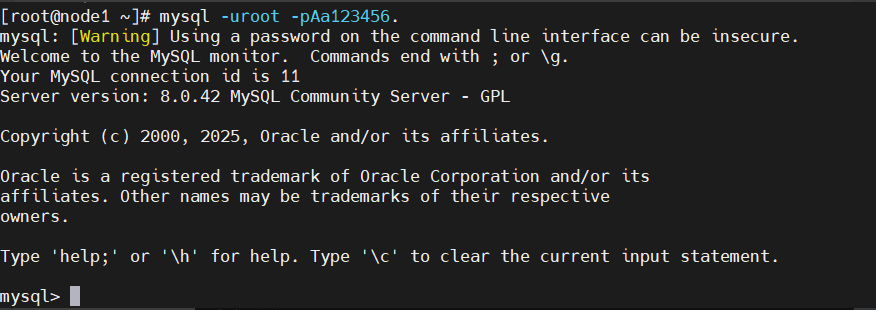 [root@node1 ~]# mysql -uroot -pAa123456.
mysql: [Warning] Using a password on the command line interface can be insecure.
Welcome to the MySQL monitor.  Commands end with ; or \g.
Your MySQL connection id is 11
Server version: 8.0.42 MySQL Community Server - GPL
Copyright (c) 2000, 2025, Oracle and/or its affiliates.
Oracle is a registered trademark of Oracle Corporation and/or its
affiliates. Other names may be trademarks of their respective
owners.
Type 'help;' or '\h' for help. Type '\c' to clear the current input statement.
mysql>